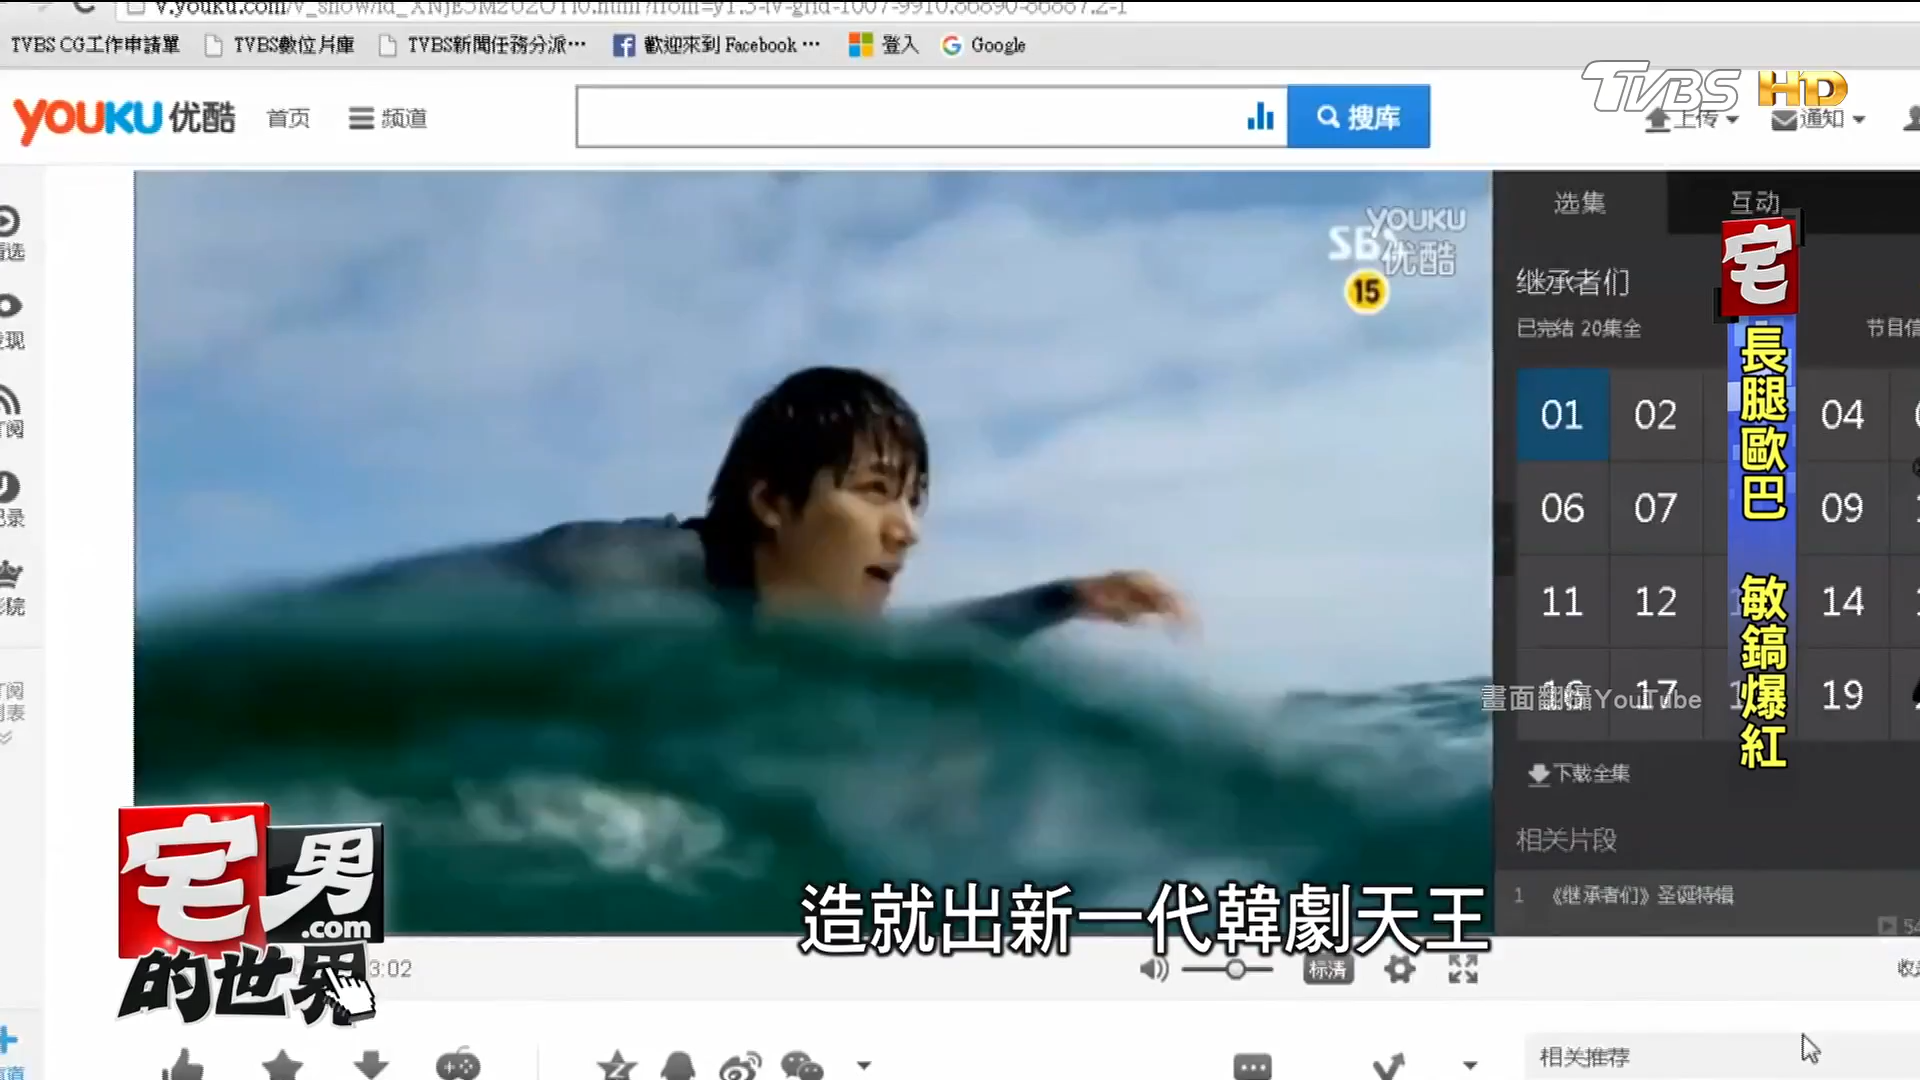 TVBS CG工作申請單
TVBS數位片庫
TVBS新聞任務分派…
歡迎來到 Facebook …
登入
Google
TVBS HD
YOUKU 优酷
首页
频道
搜库
上传
通知
YOUKU
优酷
15
选集
互动
继承者们
已完结 20集全
01 02 04
06 07 09
11 12 14
16 17 19
畫面翻攝YouTube
下载全集
相关片段
1 《继承者们》圣诞特辑
宅
長腿歐巴 敏鎬爆紅
造就出新一代韓劇天王
宅男.com
的世界
3:02
标清
相关推荐